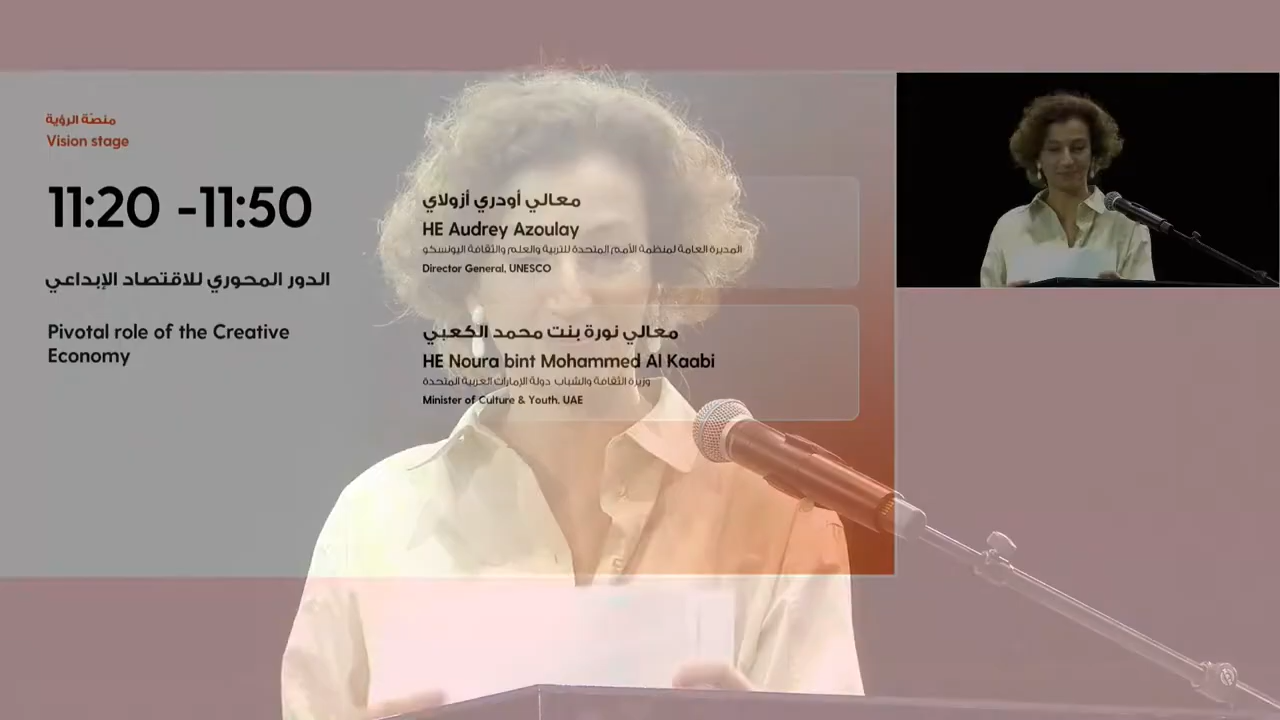 منصّة الرؤية
Vision stage
11:20 -11:50
الدور المحوري للاقتصاد الإبداعي
Pivotal role of the Creative
Economy
معالي أودري أزولاي
HE Audrey Azoulay
المديرة العامة لمنظمة الأمم المتحدة للتربية والعلم والثقافة اليونسكو
Director General, UNESCO
معالي نورة بنت محمد الكعبي
HE Noura bint Mohammed Al Kaabi
وزيرة الثقافة والشباب دولة الإمارات العربية المتحدة
Minister of Culture & Youth. UAE